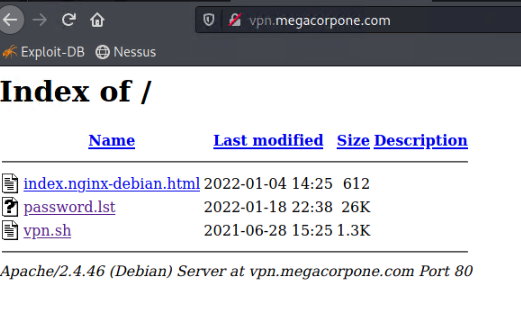 vpn.megacorpone.com
Exploit-DB Nessus
Index of /
Name Last modified Size Description
index.nginx-debian.html 2022-01-04 14:25 612
password.lst 2022-01-18 22:38 26K
vpn.sh 2021-06-28 15:25 1.3K
Apache/2.4.46 (Debian) Server at vpn.megacorpone.com Port 80